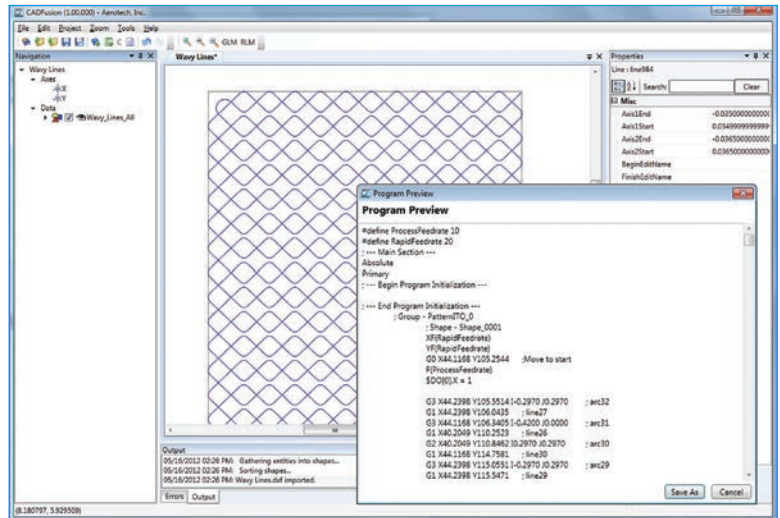 CADFusion (1.00.000) - Aerotech, Inc.
File Edit Project Zoom Tools Help
GLM RLM
Navigation
Wavy Lines
Axes
X
Y
Data
Wavy_Lines_All
Wavy Lines*
Properties
Line : line984
Search:
Clear
Misc
Axis1End -0.0350000000000
Axis1Start 0.03499999999999
Axis2End -0.0365000000000
Axis2Start 0.03650000000000
BeginEditName
FinishEditName
Program Preview
Program Preview
#define ProcessFeedrate 10
#define RapidFeedrate 20
; --- Main Section ---
Absolute
Primary
; --- Begin Program Initialization ---
; --- End Program Initialization ---
; Group - PatternITO_0
; Shape - Shape_0001
XF(RapidFeedrate)
YF(RapidFeedrate)
G0 X44.1168 Y105.2544 ;Move to start
F(ProcessFeedrate)
$DO[0].X = 1
G3 X44.2398 Y105.5514 I-0.2970 J0.2970 ; arc32
G1 X44.2398 Y106.0435 ; line27
G3 X44.1168 Y106.3405 I-0.4200 J0.0000 ; arc31
G1 X40.2049 Y110.2523 ; line26
G2 X40.2049 Y110.8462 I0.2970 J0.2970 ; arc30
G1 X44.1168 Y114.7581 ; line30
G3 X44.2398 Y115.0551 I-0.2970 J0.2970 ; arc29
G1 X44.2398 Y115.5471 ; line29
Save As Cancel
Output
05/16/2012 02:26 PM: Gathering entities into shapes...
05/16/2012 02:26 PM: Sorting shapes...
05/16/2012 02:26 PM: Wavy Lines.dxf imported.
Errors Output
(8.180797, 5.929509)